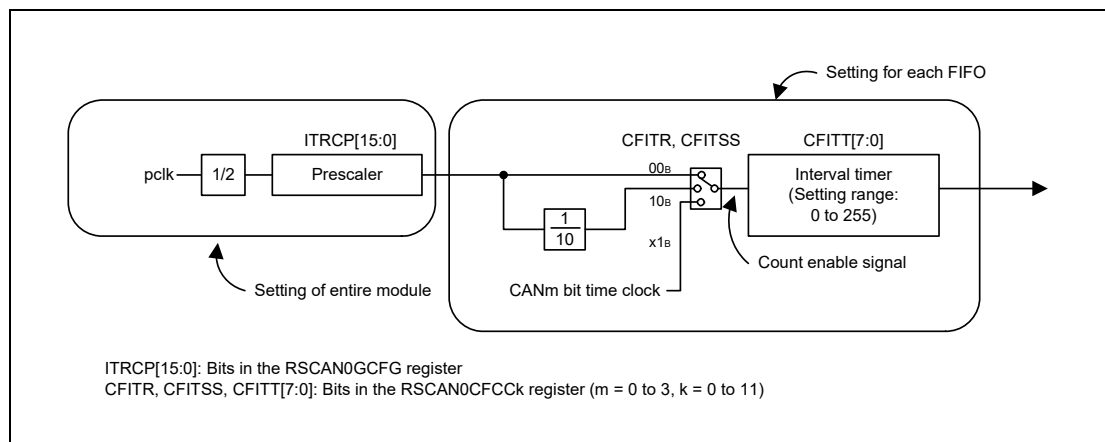 Setting for each FIFO
ITRCP[15:0]
CFITR, CFITSS
CFITT[7:0]
pclk
1/2
Prescaler
00B
10B
x1B
1
10
Interval timer
(Setting range:
0 to 255)
Count enable signal
CANm bit time clock
Setting of entire module
ITRCP[15:0]: Bits in the RSCAN0GCFG register
CFITR, CFITSS, CFITT[7:0]: Bits in the RSCAN0CFCCk register (m = 0 to 3, k = 0 to 11)